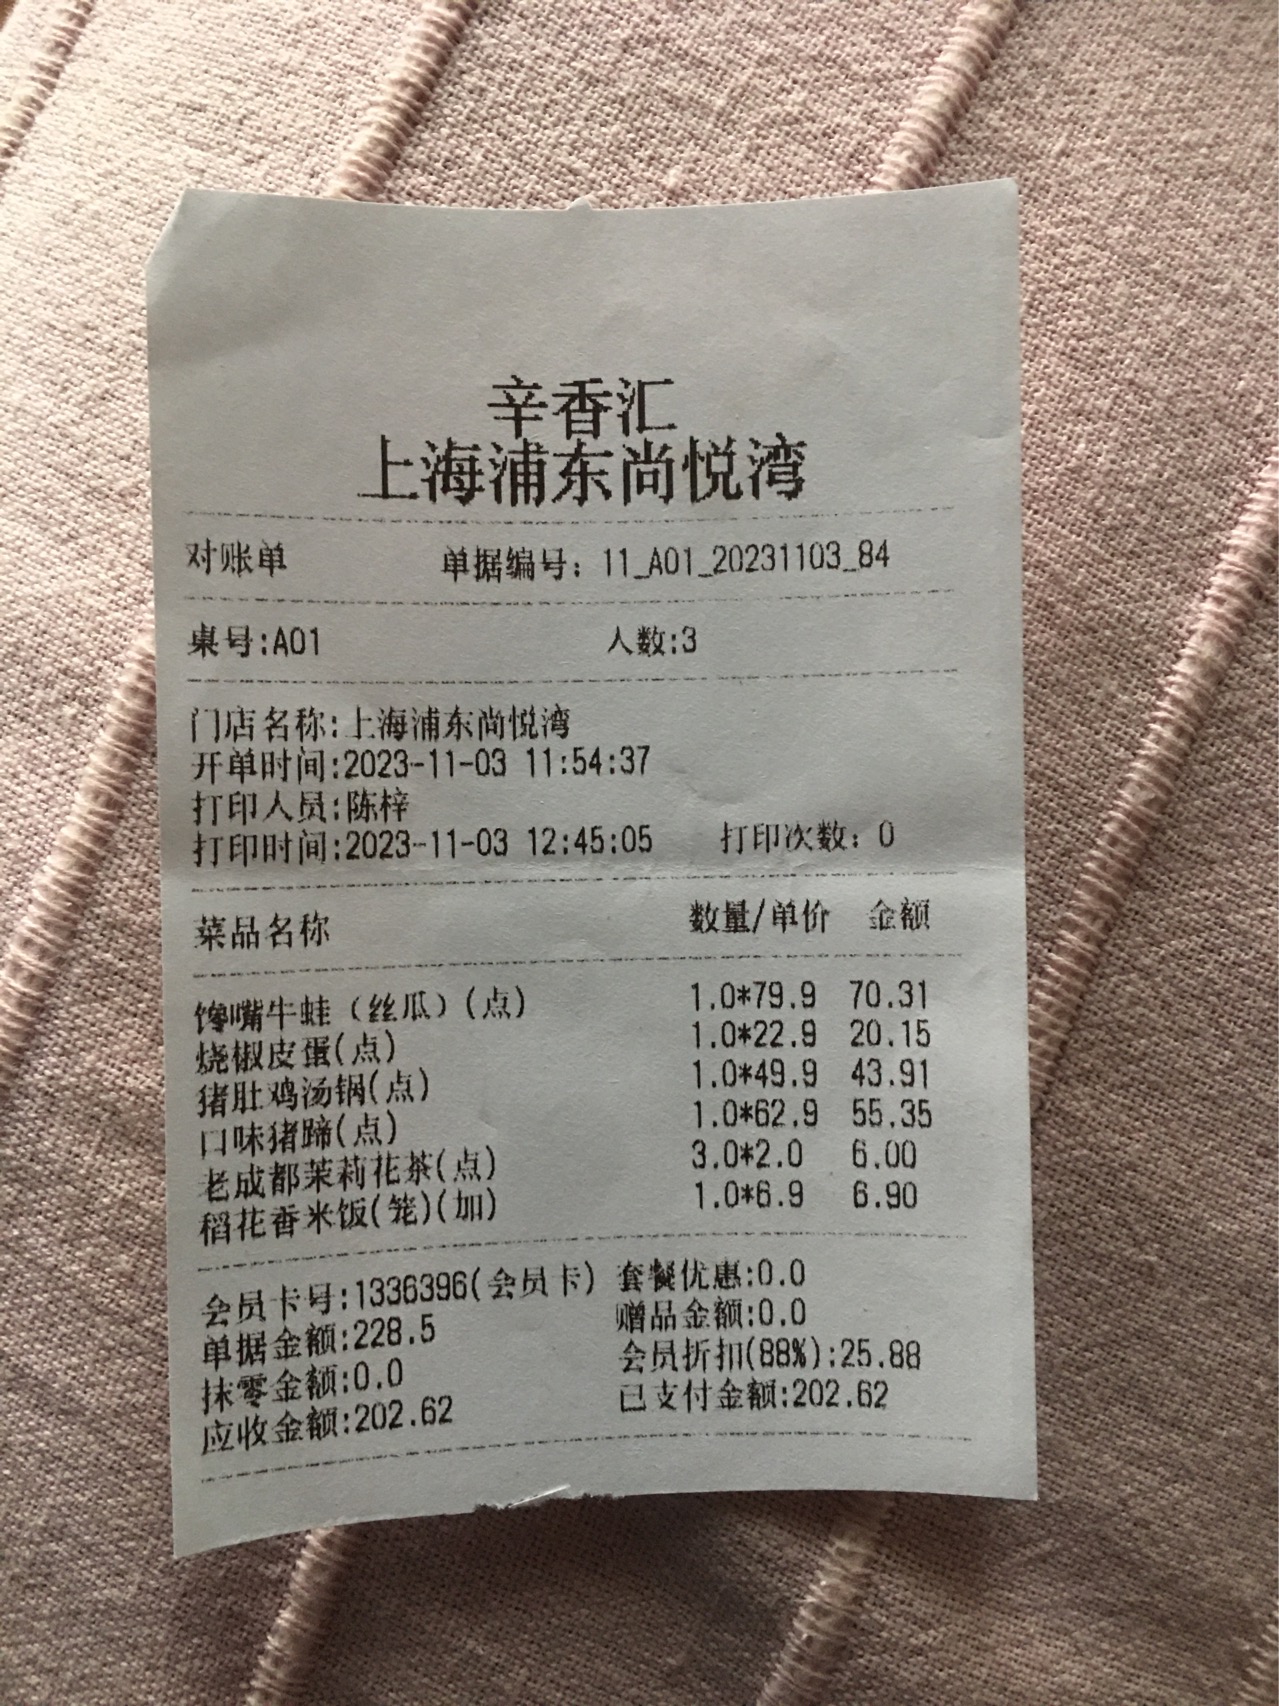 辛香汇
上海浦东尚悦湾
对账单 单据编号：11_A01_20231103_84
桌号:A01 人数:3
门店名称:上海浦东尚悦湾
开单时间:2023-11-03 11:54:37
打印人员:陈梓
打印时间:2023-11-03 12:45:05 打印次数：0
菜品名称 数量/单价 金额
馋嘴牛蛙（丝瓜）(点) 1.0*79.9 70.31
烧椒皮蛋(点) 1.0*22.9 20.15
猪肚鸡汤锅(点) 1.0*49.9 43.91
口味猪蹄(点) 1.0*62.9 55.35
老成都茉莉花茶(点) 3.0*2.0 6.00
稻花香米饭(笼)(加) 1.0*6.9 6.90
会员卡号:1336396(会员卡) 套餐优惠:0.0
单据金额:228.5 赠品金额:0.0
抹零金额:0.0 会员折扣(88%):25.88
应收金额:202.62 已支付金额:202.62